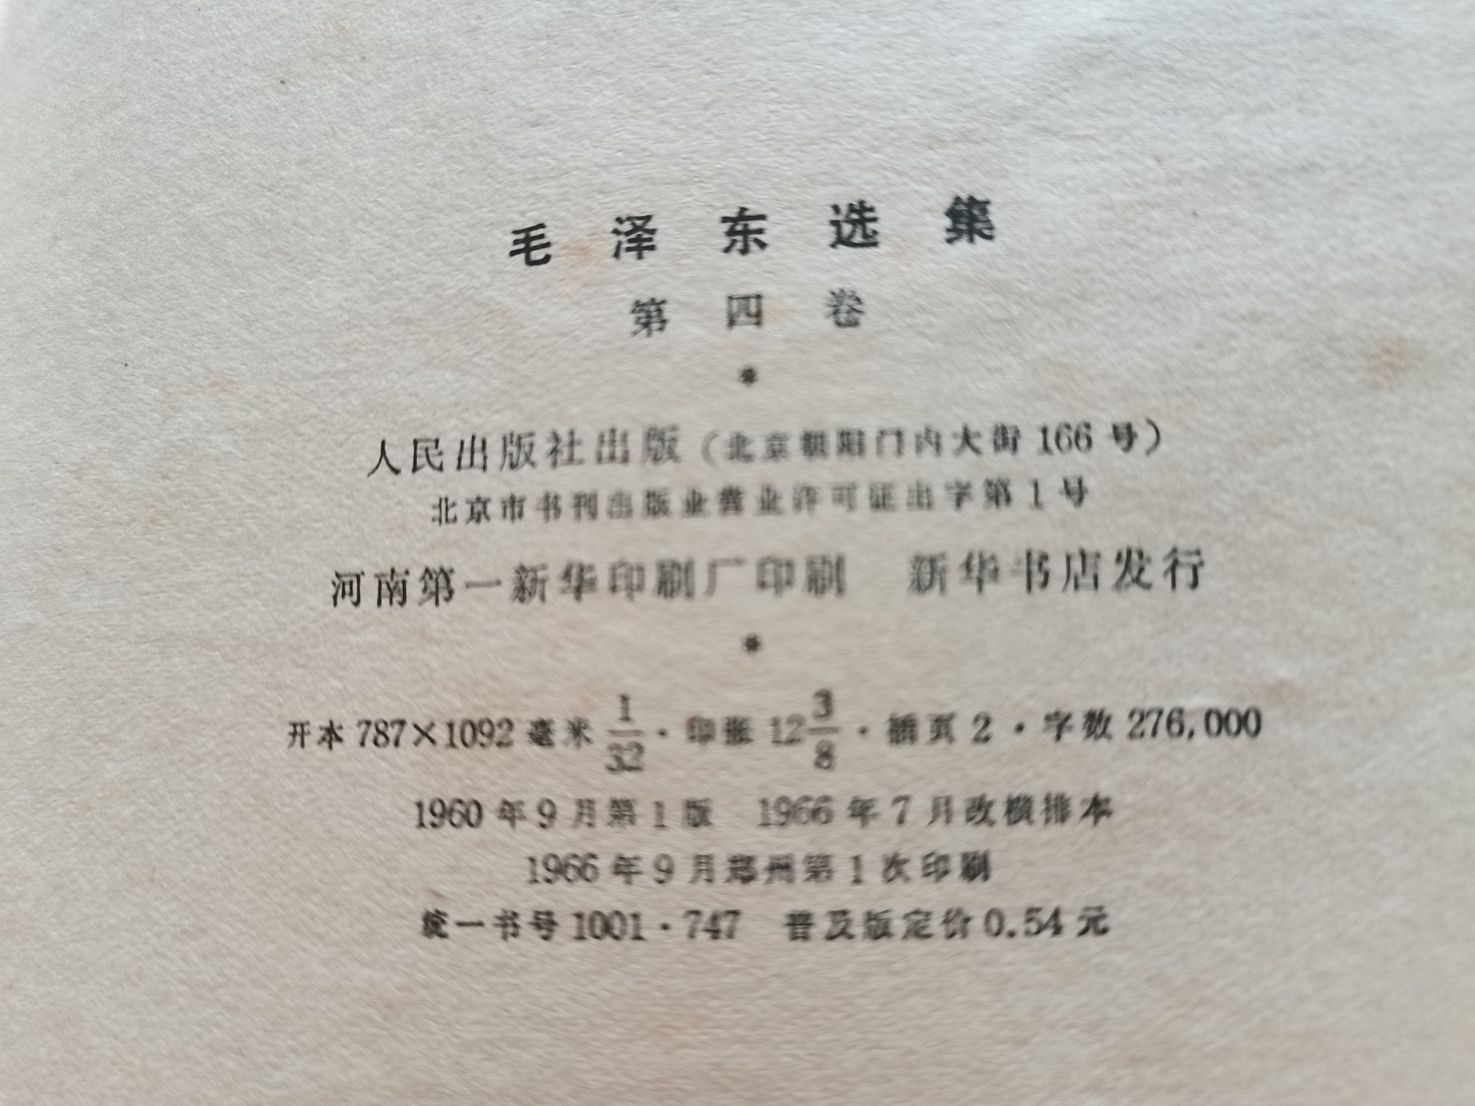 毛泽东选集
第四卷
*
人民出版社出版（北京朝阳门内大街166号）
北京市书刊出版业营业许可证出字第1号
河南第一新华印刷厂印刷 新华书店发行
*
开本787×1092毫米 1/32·印张12 3/8·插页2·字数276,000
1960年9月第1版 1966年7月改横排本
1966年9月郑州第1次印刷
统一书号1001·747 普及版定价0.54元